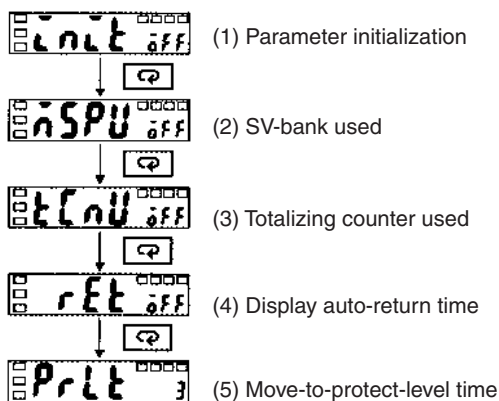 init oFF
(1) Parameter initialization
ñSPU oFF
(2) SV-bank used
tCnU oFF
(3) Totalizing counter used
rEt oFF
(4) Display auto-return time
PrLt 3
(5) Move-to-protect-level time